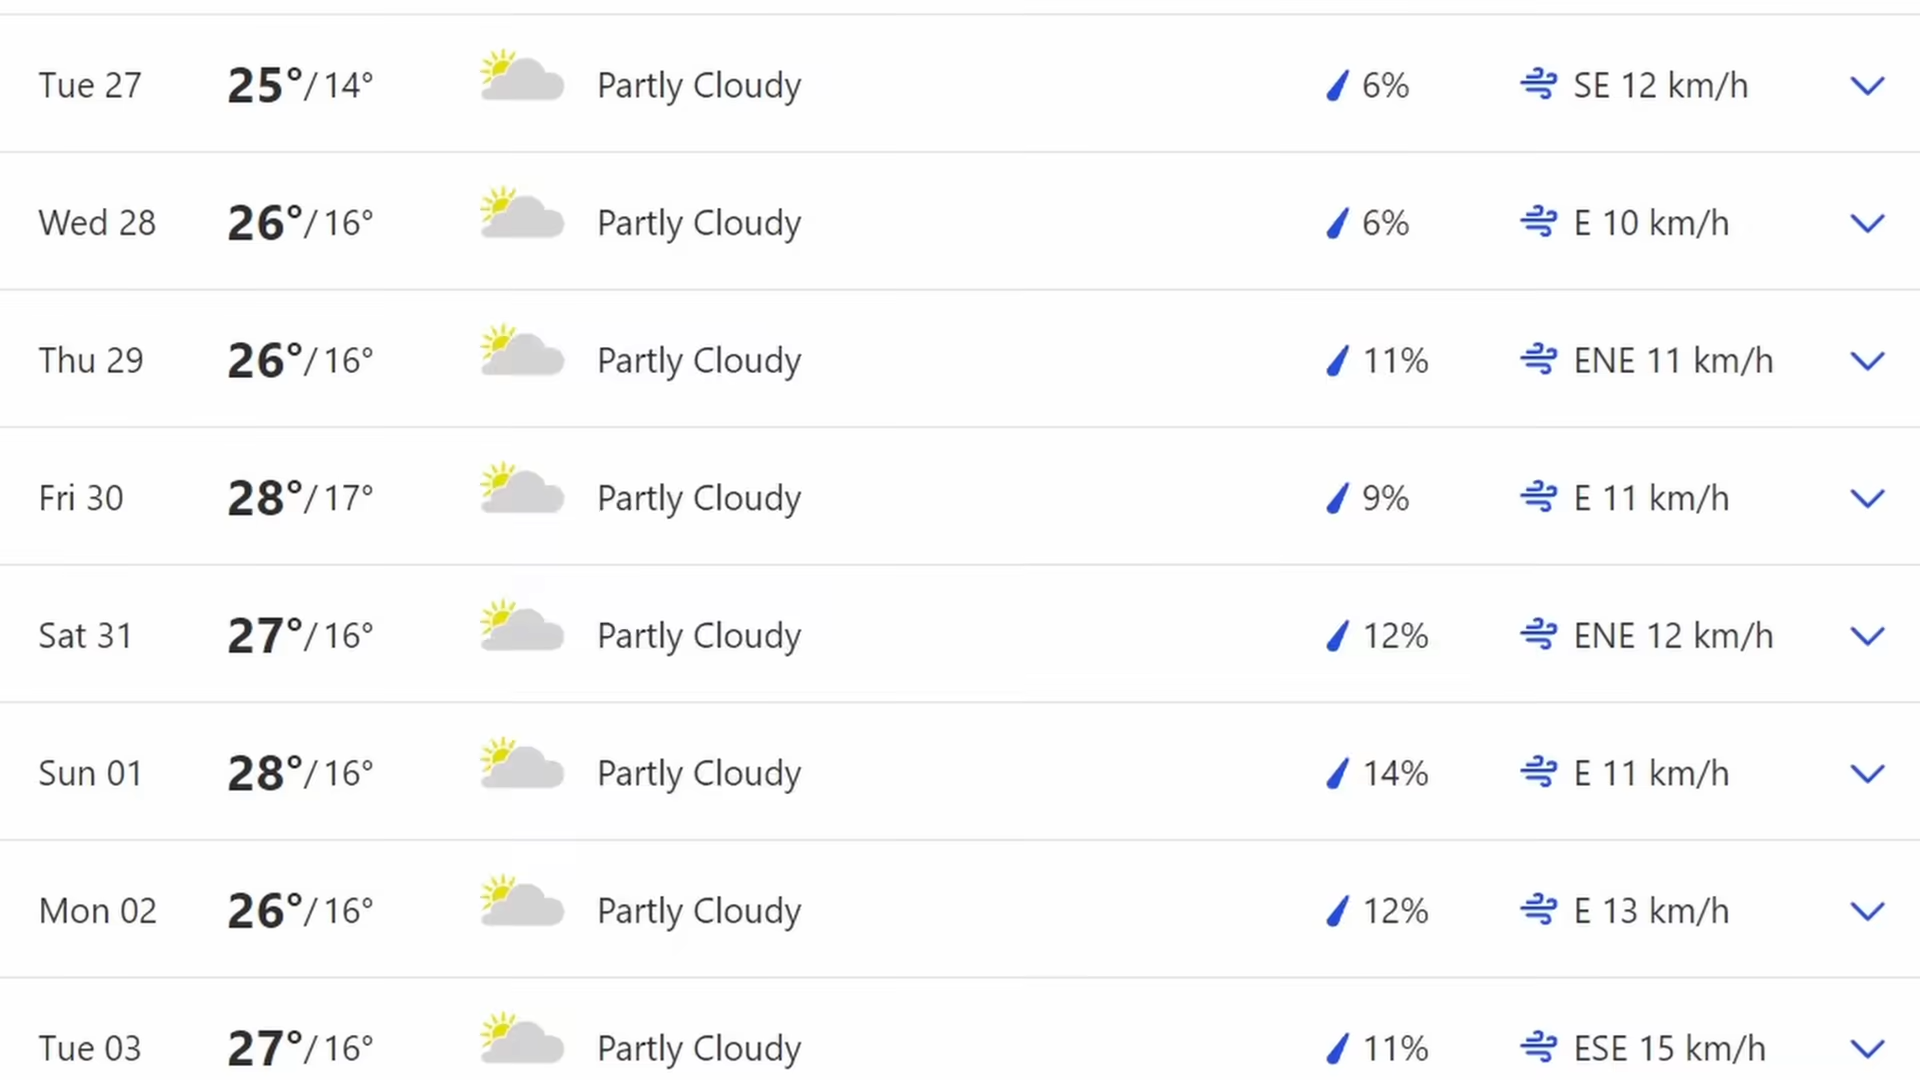 Tue 27 25°/ 14° Partly Cloudy 6% SE 12 km/h
Wed 28 26°/ 16° Partly Cloudy 6% E 10 km/h
Thu 29 26°/ 16° Partly Cloudy 11% ENE 11 km/h
Fri 30 28°/ 17° Partly Cloudy 9% E 11 km/h
Sat 31 27°/ 16° Partly Cloudy 12% ENE 12 km/h
Sun 01 28°/ 16° Partly Cloudy 14% E 11 km/h
Mon 02 26°/ 16° Partly Cloudy 12% E 13 km/h
Tue 03 27°/ 16° Partly Cloudy 11% ESE 15 km/h